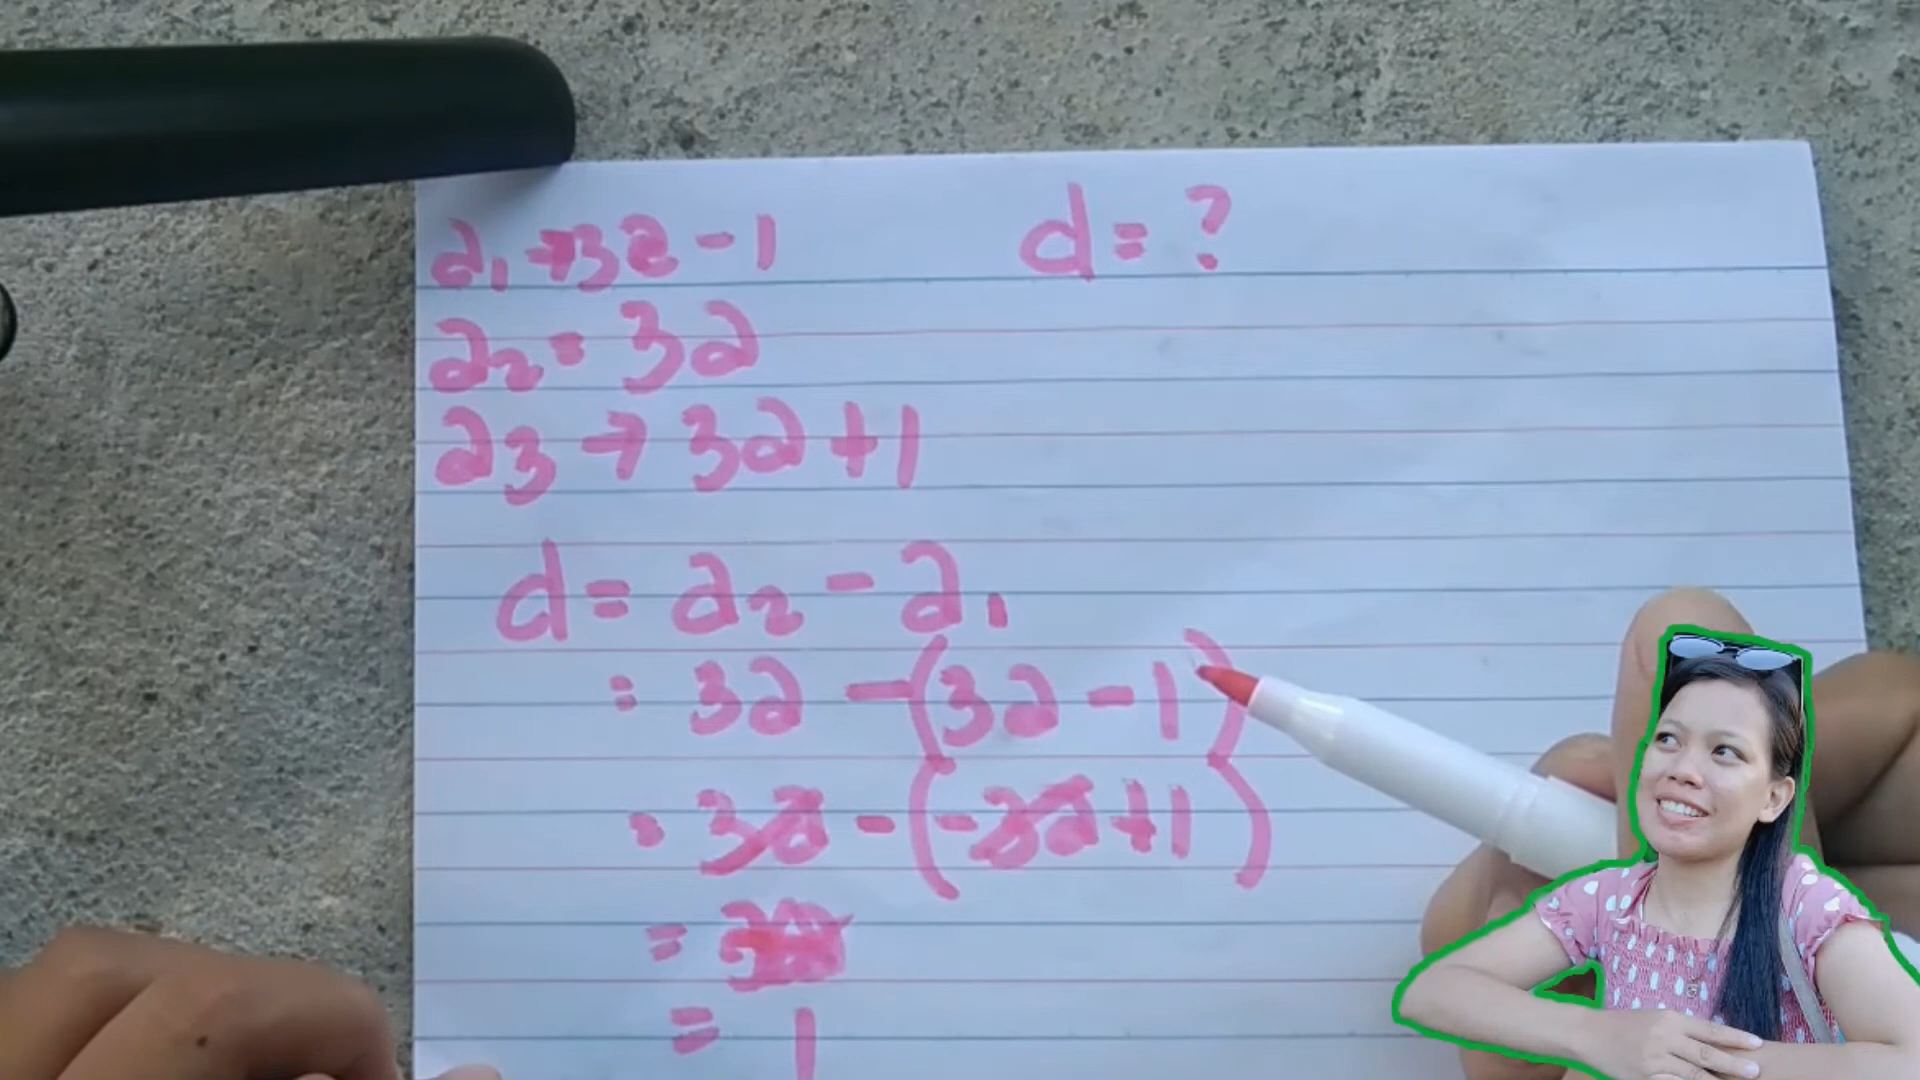 a₁ → 3a - 1
d = ?
a₂ = 3a
a₃ → 3a + 1
d = a₂ - a₁
= 3a - (3a - 1)
= 3a - (-3a + 1)
=
= 1